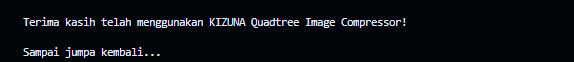 Terima kasih telah menggunakan KIZUNA Quadtree Image Compressor!
Sampai jumpa kembali...